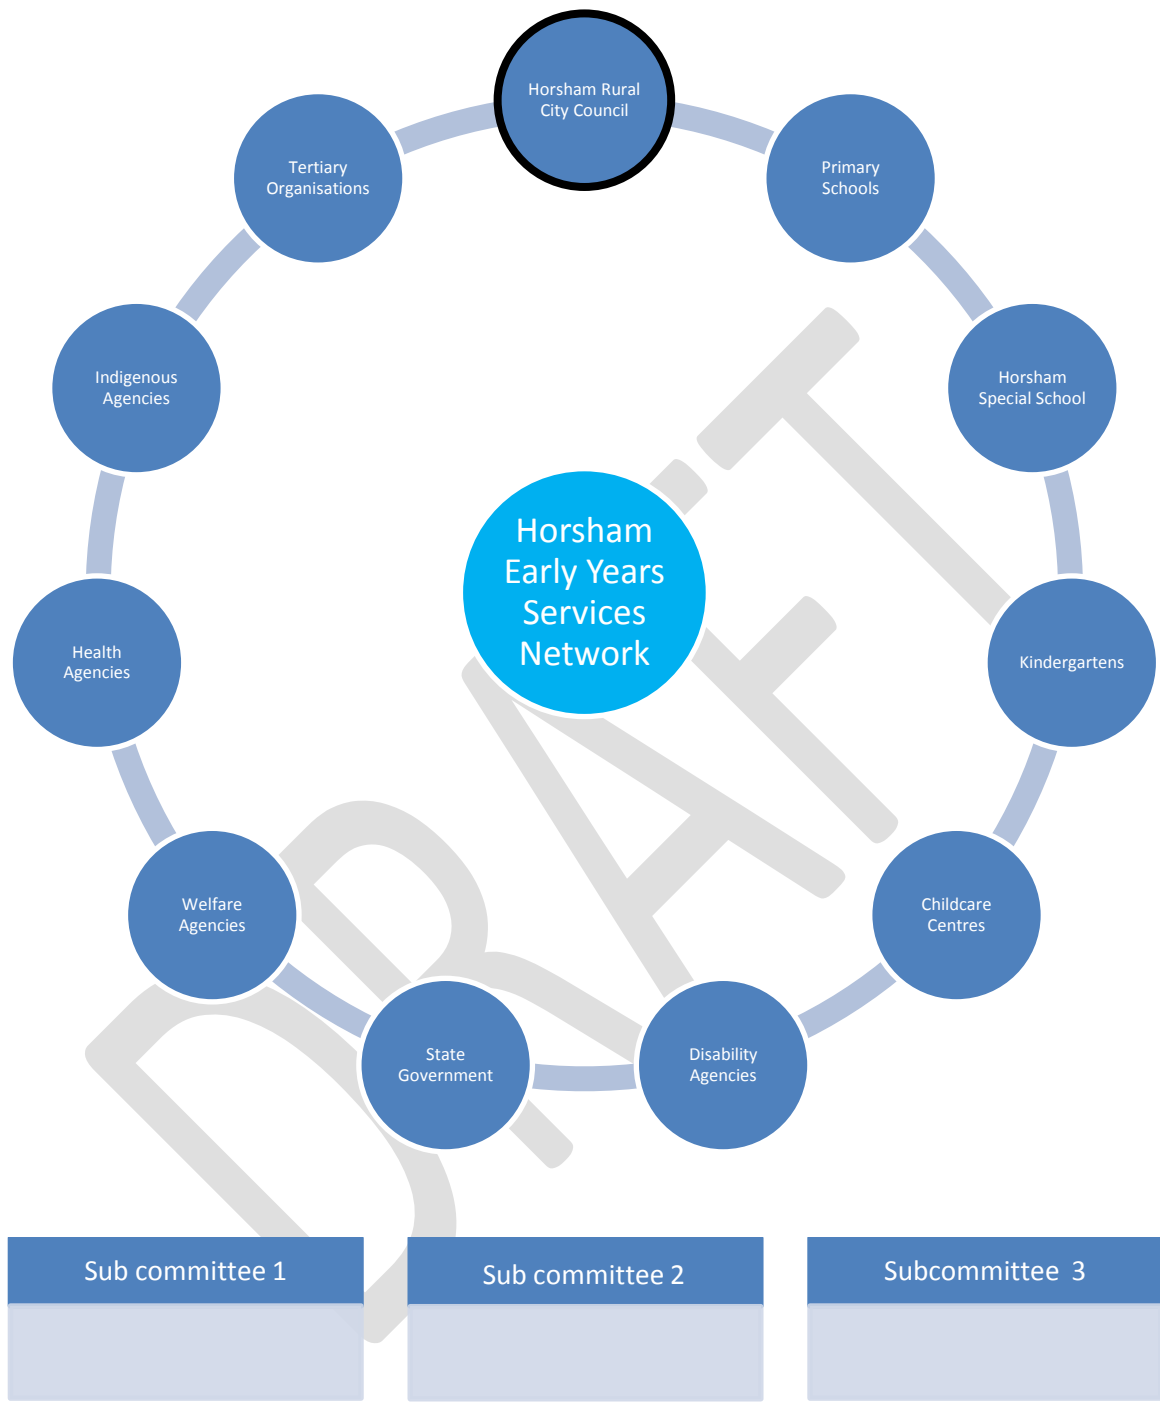 Horsham Rural
City Council
Primary
Schools
Horsham
Special School
Kindergartens
Childcare
Centres
Disability
Agencies
State
Government
Welfare
Agencies
Health
Agencies
Indigenous
Agencies
Tertiary
Organisations
Horsham
Early Years
Services
Network
DRAFT
Sub committee 1
Sub committee 2
Subcommittee  3